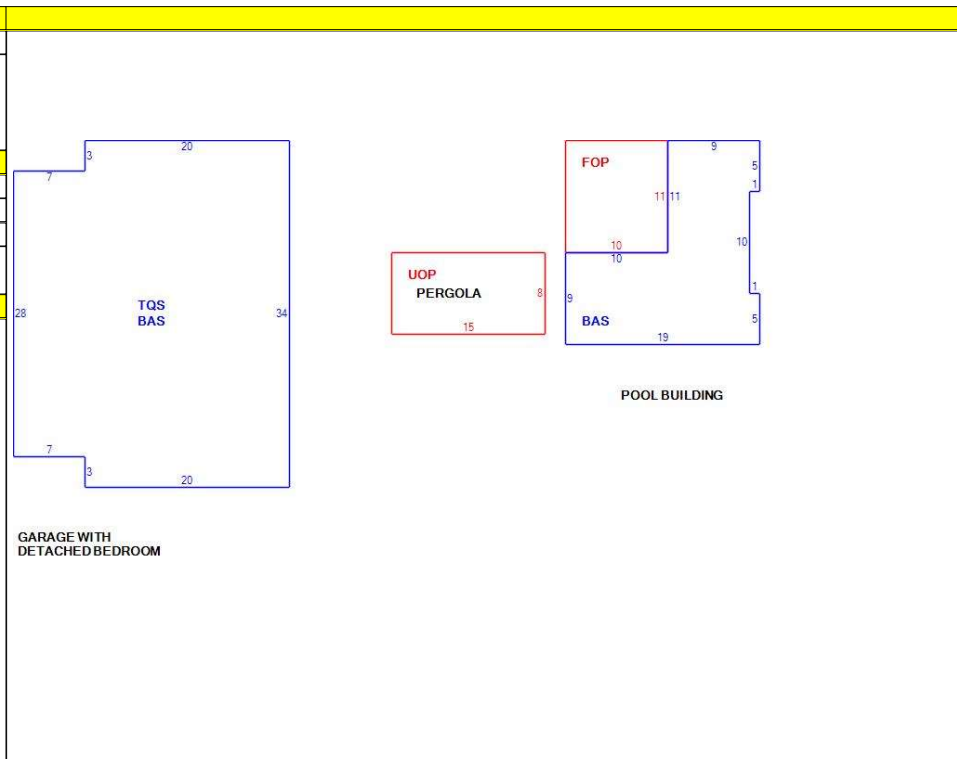 20
3
7
28
TQS
BAS
34
7
3
20
GARAGE WITH
DETACHED BEDROOM
UOP
PERGOLA
8
15
FOP
11
10
9
5
1
11
10
10
9
BAS
1
5
19
POOL BUILDING